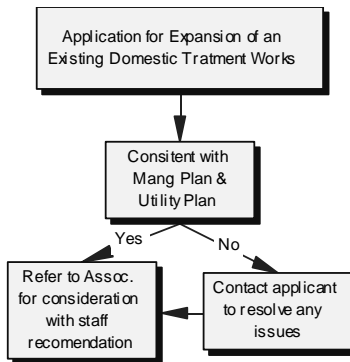 Application for Expansion of an
Existing Domestic Tratment Works
Consitent with
Mang Plan &
Utility Plan
Yes
No
Refer to Assoc.
for consideration
with staff
recomendation
Contact applicant
to resolve any
issues